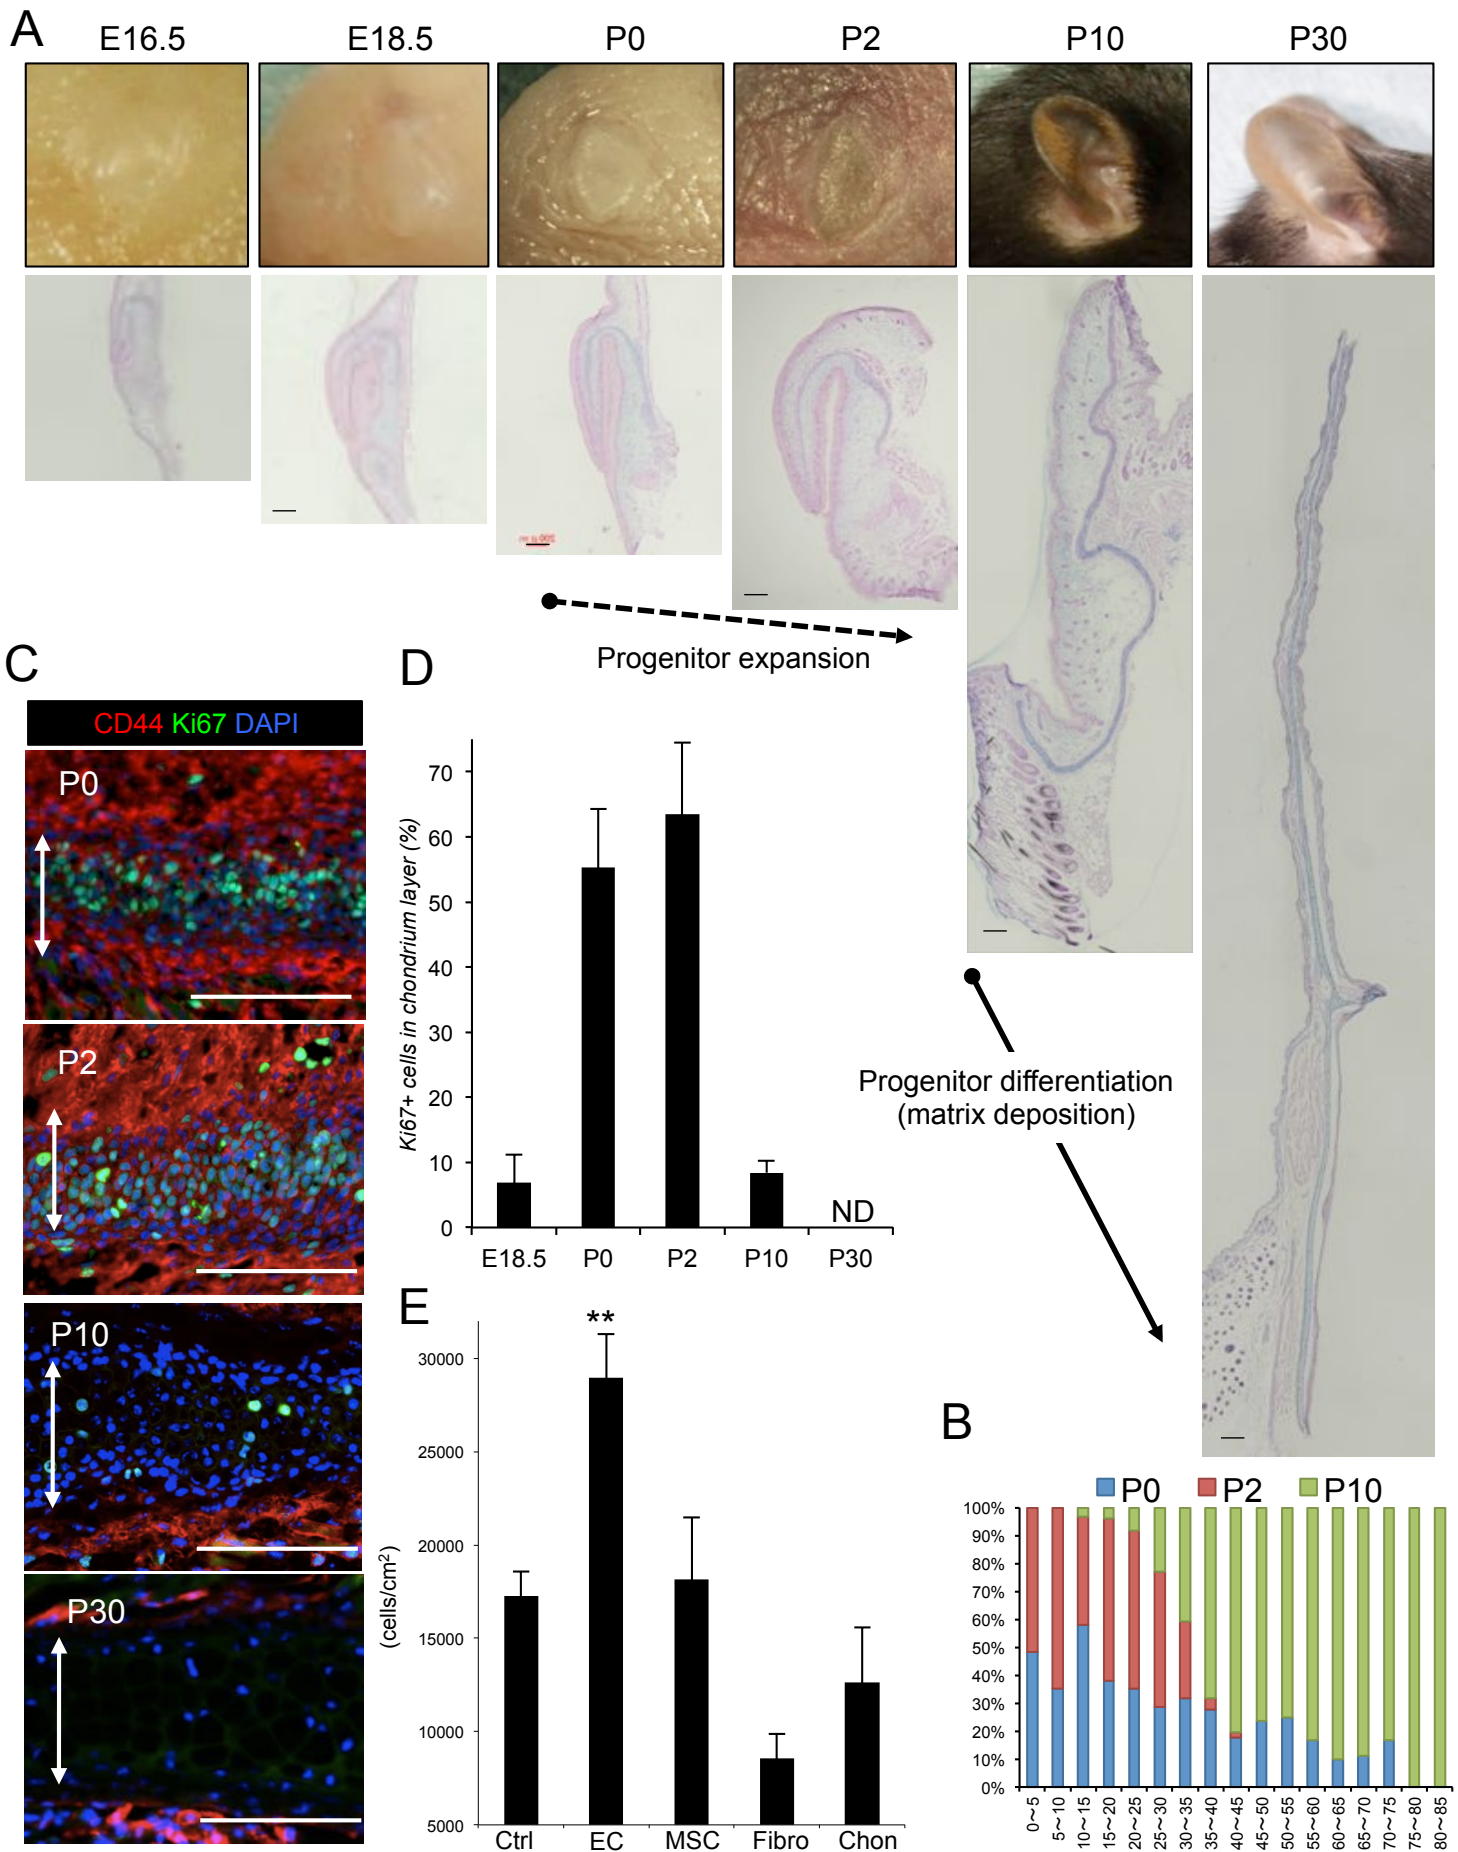 A
E16.5 E18.5 P0 P2 P10 P30
Progenitor expansion
C
D
CD44 Ki67 DAPI
P0
P2
P10
P30
Ki67+ cells in chondrium layer (%)
70
60
50
40
30
20
10
0
ND
E18.5 P0 P2 P10 P30
Progenitor differentiation
(matrix deposition)
E
**
(cells/cm²)
30000
25000
20000
15000
10000
5000
Ctrl EC MSC Fibro Chon
B
P0 P2 P10
100%
90%
80%
70%
60%
50%
40%
30%
20%
10%
0%
0~5 5~10 10~15 15~20 20~25 25~30 30~35 35~40 40~45 45~50 50~55 55~60 60~65 65~70 70~75 75~80 80~85